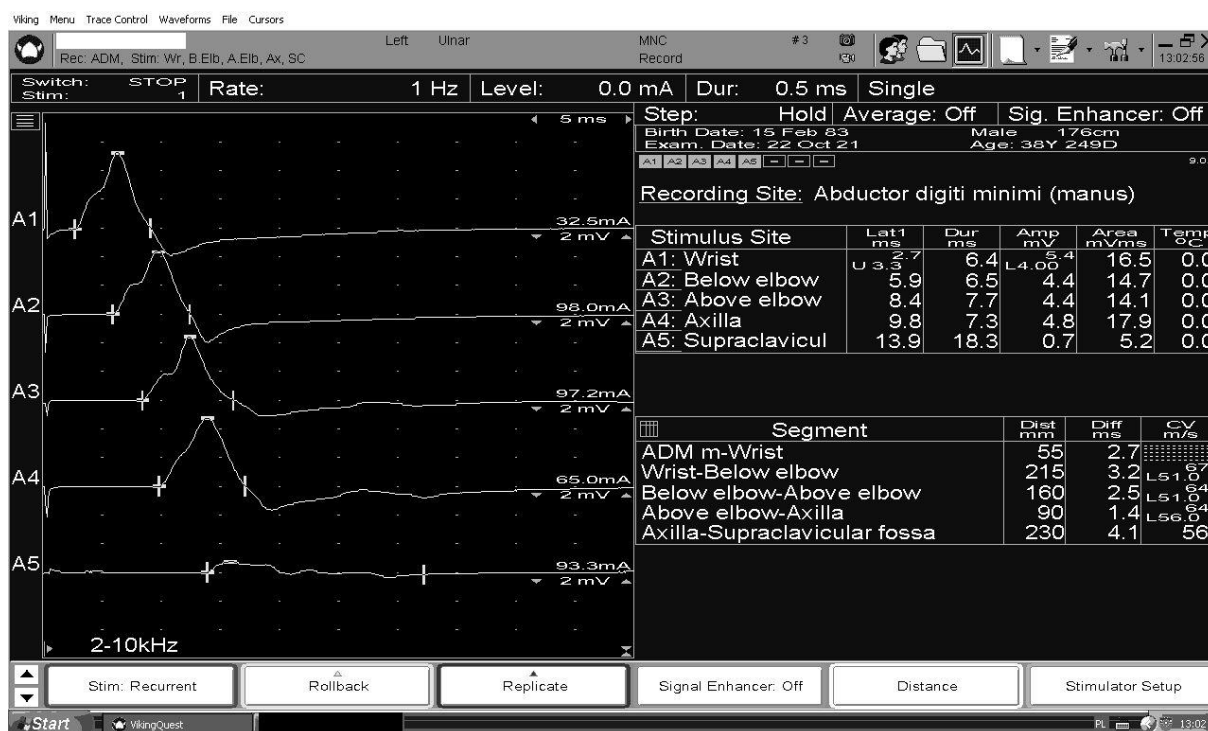 Viking Menu Trace Control Waveforms File Cursors
Left Ulnar MNC #3
Rec: ADM, Stim: Wr, B.Elb, A.Elb, Ax, SC Record 13:02:56
Switch: STOP Rate: 1 Hz Level: 0.0 mA Dur: 0.5 ms Single
Stim: 1
5 ms Step: Hold Average: Off Sig. Enhancer: Off
Birth Date: 15 Feb 83 Male 176cm
Exam. Date: 22 Oct 21 Age: 38Y 249D
A1 A2 A3 A4 A5 9.0
Recording Site: Abductor digiti minimi (manus)
A1 32.5mA
2 mV
A2 98.0mA
2 mV
A3 97.2mA
2 mV
A4 65.0mA
2 mV
A5 93.3mA
2 mV
2-10kHz
Stimulus Site Lat1 ms Dur ms Amp mV Area mVms Temp °C
A1: Wrist 2.7 U 3.3 6.4 5.4 L4.00 16.5 0.0
A2: Below elbow 5.9 6.5 4.4 14.7 0.0
A3: Above elbow 8.4 7.7 4.4 14.1 0.0
A4: Axilla 9.8 7.3 4.8 17.9 0.0
A5: Supraclavicul 13.9 18.3 0.7 5.2 0.0
Segment Dist mm Diff ms CV m/s
ADM m-Wrist 55 2.7
Wrist-Below elbow 215 3.2 67 L51.0
Below elbow-Above elbow 160 2.5 64 L51.0
Above elbow-Axilla 90 1.4 64 L56.0
Axilla-Supraclavicular fossa 230 4.1 56
Stim: Recurrent Rollback Replicate Signal Enhancer: Off Distance Stimulator Setup
Start VikingQuest PL 13:02